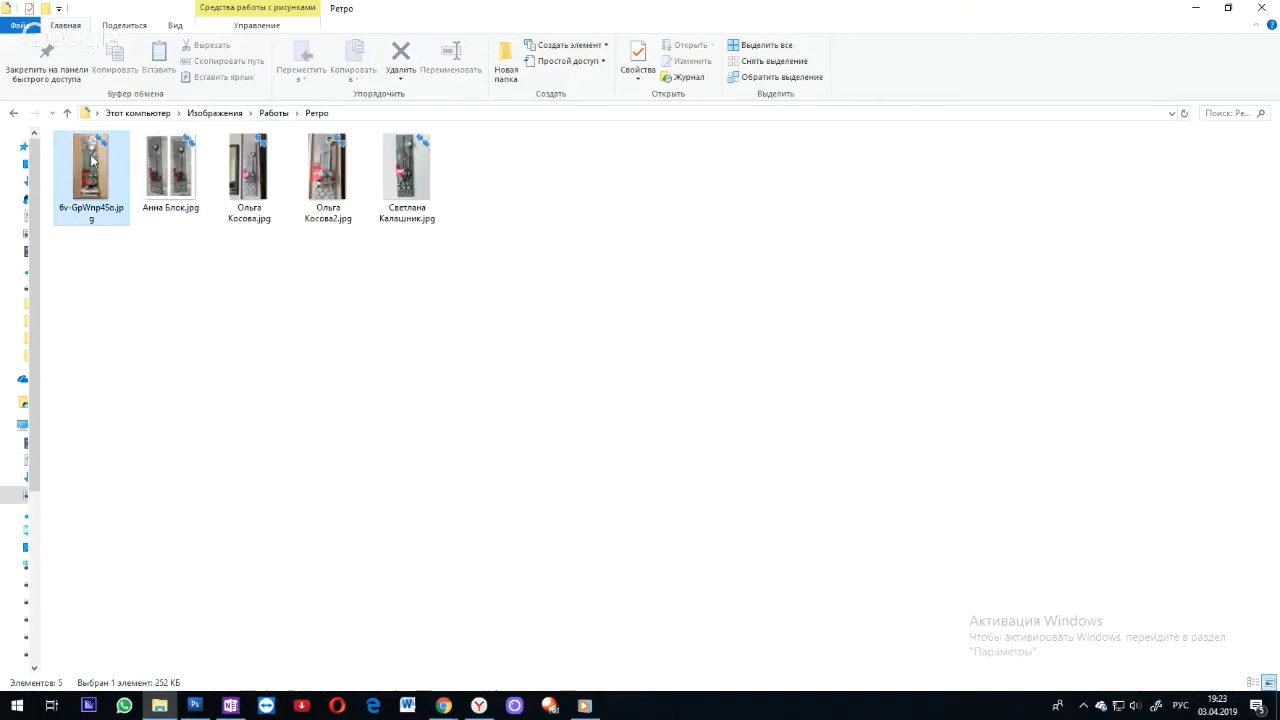 Средства работы с рисунками
Ретро
Файл
Главная
Поделиться
Вид
Управление
Google
Закрепить на панели
быстрого доступа
Копировать
Вставить
Вырезать
Скопировать путь
Вставить ярлык
Буфер обмена
Переместить
в
Копировать
в
Удалить
Переименовать
Упорядочить
Новая
папка
Создать элемент
Простой доступ
Создать
Свойства
Открыть
Изменить
Журнал
Открыть
Выделить все
Снять выделение
Обратить выделение
Выделить
Этот компьютер
Изображения
Работы
Ретро
Поиск: Ре...
6v-GpWnp4So.jp
g
Анна Блок.jpg
Ольга
Косова.jpg
Ольга
Косова2.jpg
Светлана
Калашник.jpg
Активация Windows
Чтобы активировать Windows, перейдите в раздел
"Параметры".
Элементов: 5
Выбран 1 элемент: 252 КБ
Ps
РУС
19:23
03.04.2019